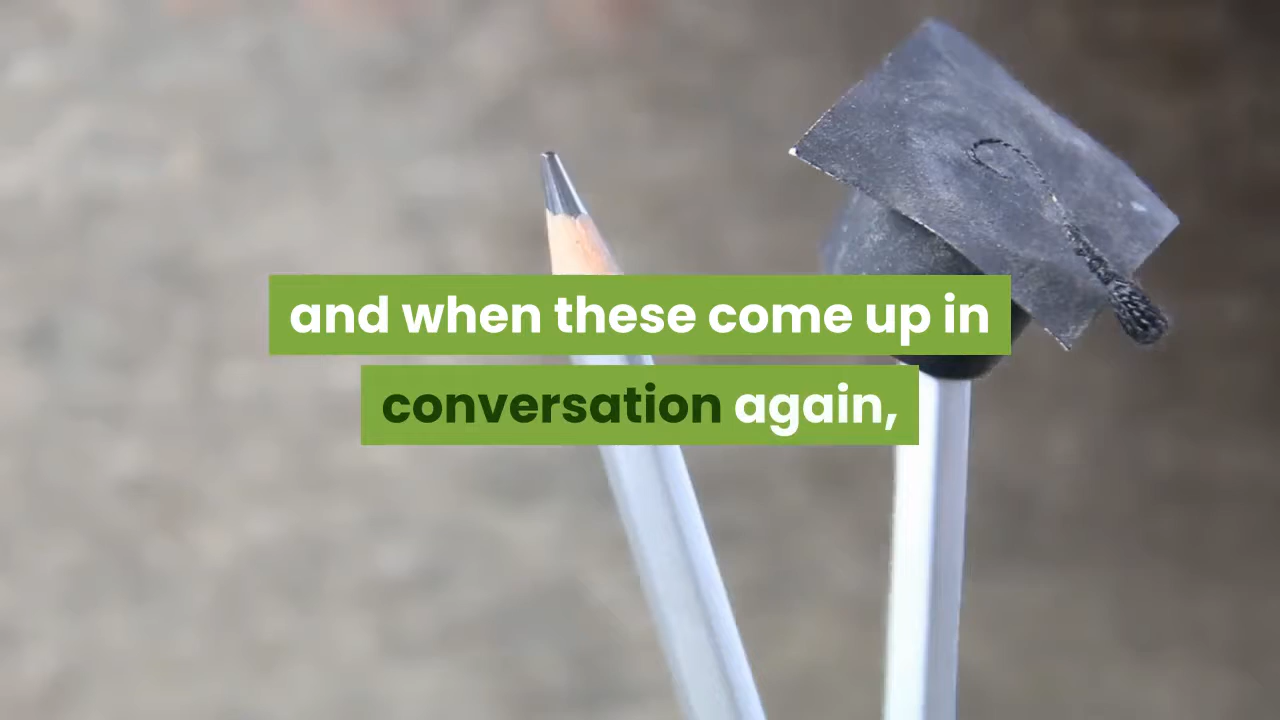 and when these come up in
conversation again,